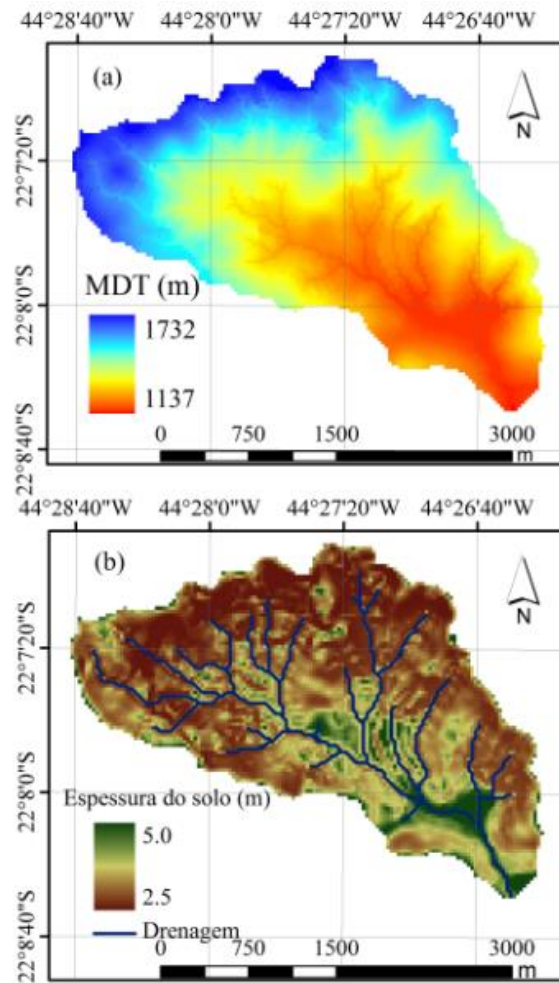 44°28'40"W 44°28'0"W 44°27'20"W 44°26'40"W
(a)
N
22°7'20"S
22°8'0"S
22°8'40"S
MDT (m)
1732
1137
0 750 1500 3000
m
44°28'40"W 44°28'0"W 44°27'20"W 44°26'40"W
(b)
N
22°7'20"S
22°8'0"S
22°8'40"S
Espessura do solo (m)
5.0
2.5
Drenagem
0 750 1500 3000
m